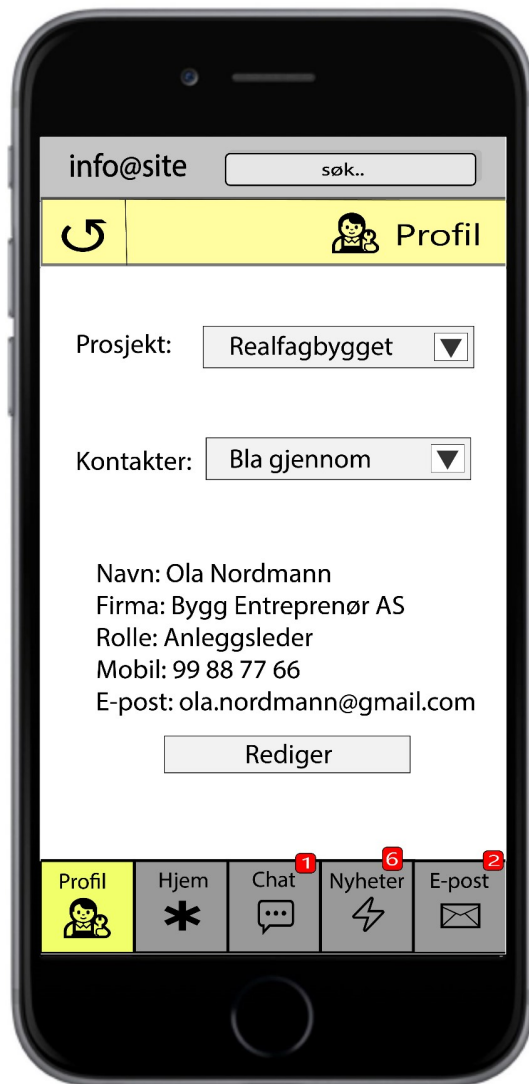 info@site
søk..
Profil
Prosjekt: Realfagbygget
Kontakter: Bla gjennom
Navn: Ola Nordmann
Firma: Bygg Entreprenør AS
Rolle: Anleggsleder
Mobil: 99 88 77 66
E-post: ola.nordmann@gmail.com
Rediger
1 6 2
Profil Hjem Chat Nyheter E-post